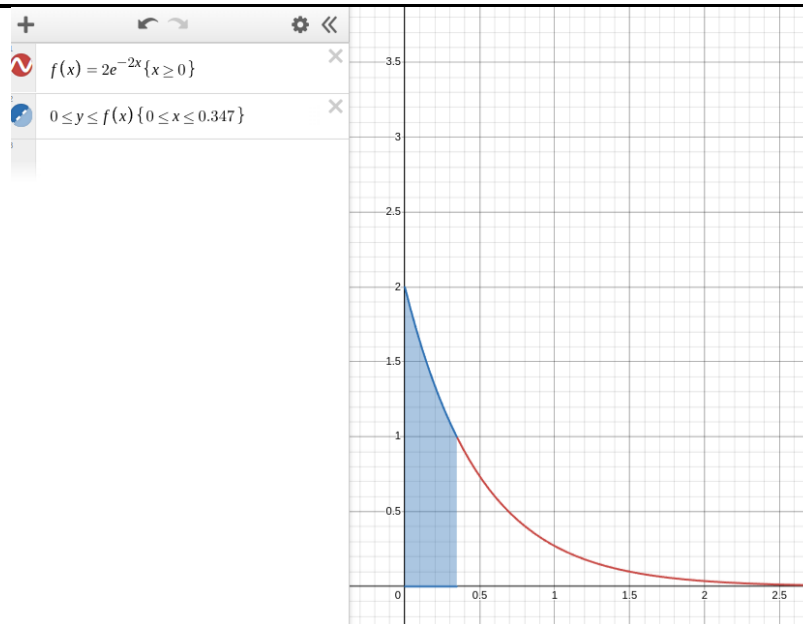 f(x) = 2e^{-2x} {x ≥ 0}
0 ≤ y ≤ f(x) {0 ≤ x ≤ 0.347}
3.5
3
2.5
2
1.5
1
0.5
0 0.5 1 1.5 2 2.5